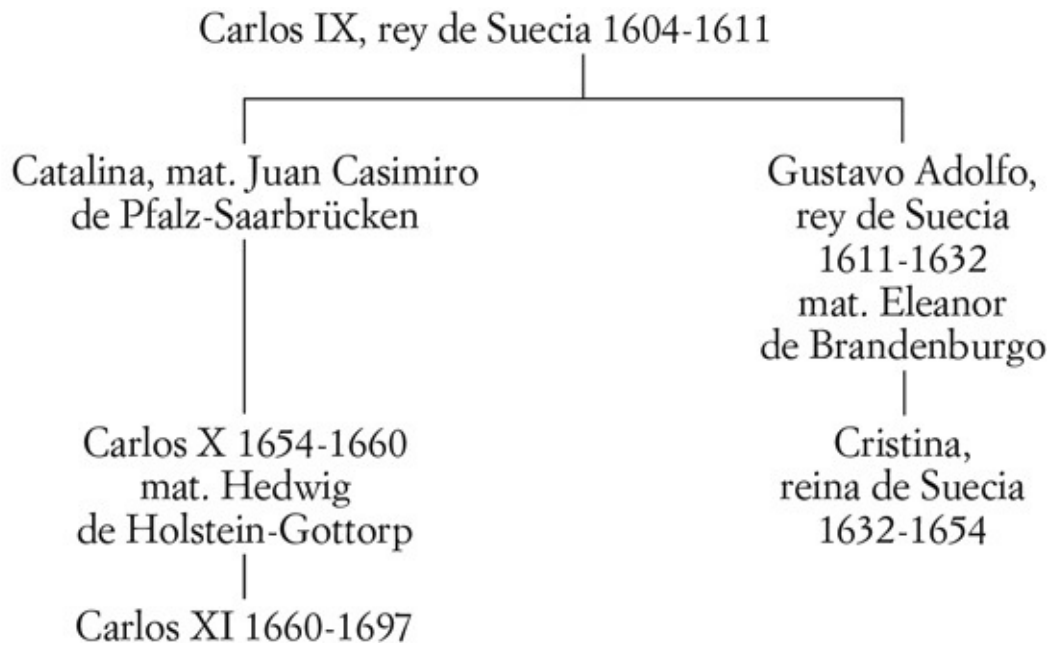 Carlos IX, rey de Suecia 1604-1611
Catalina, mat. Juan Casimiro
de Pfalz-Saarbrücken
Gustavo Adolfo,
rey de Suecia
1611-1632
mat. Eleanor
de Brandenburgo
Carlos X 1654-1660
mat. Hedwig
de Holstein-Gottorp
Cristina,
reina de Suecia
1632-1654
Carlos XI 1660-1697